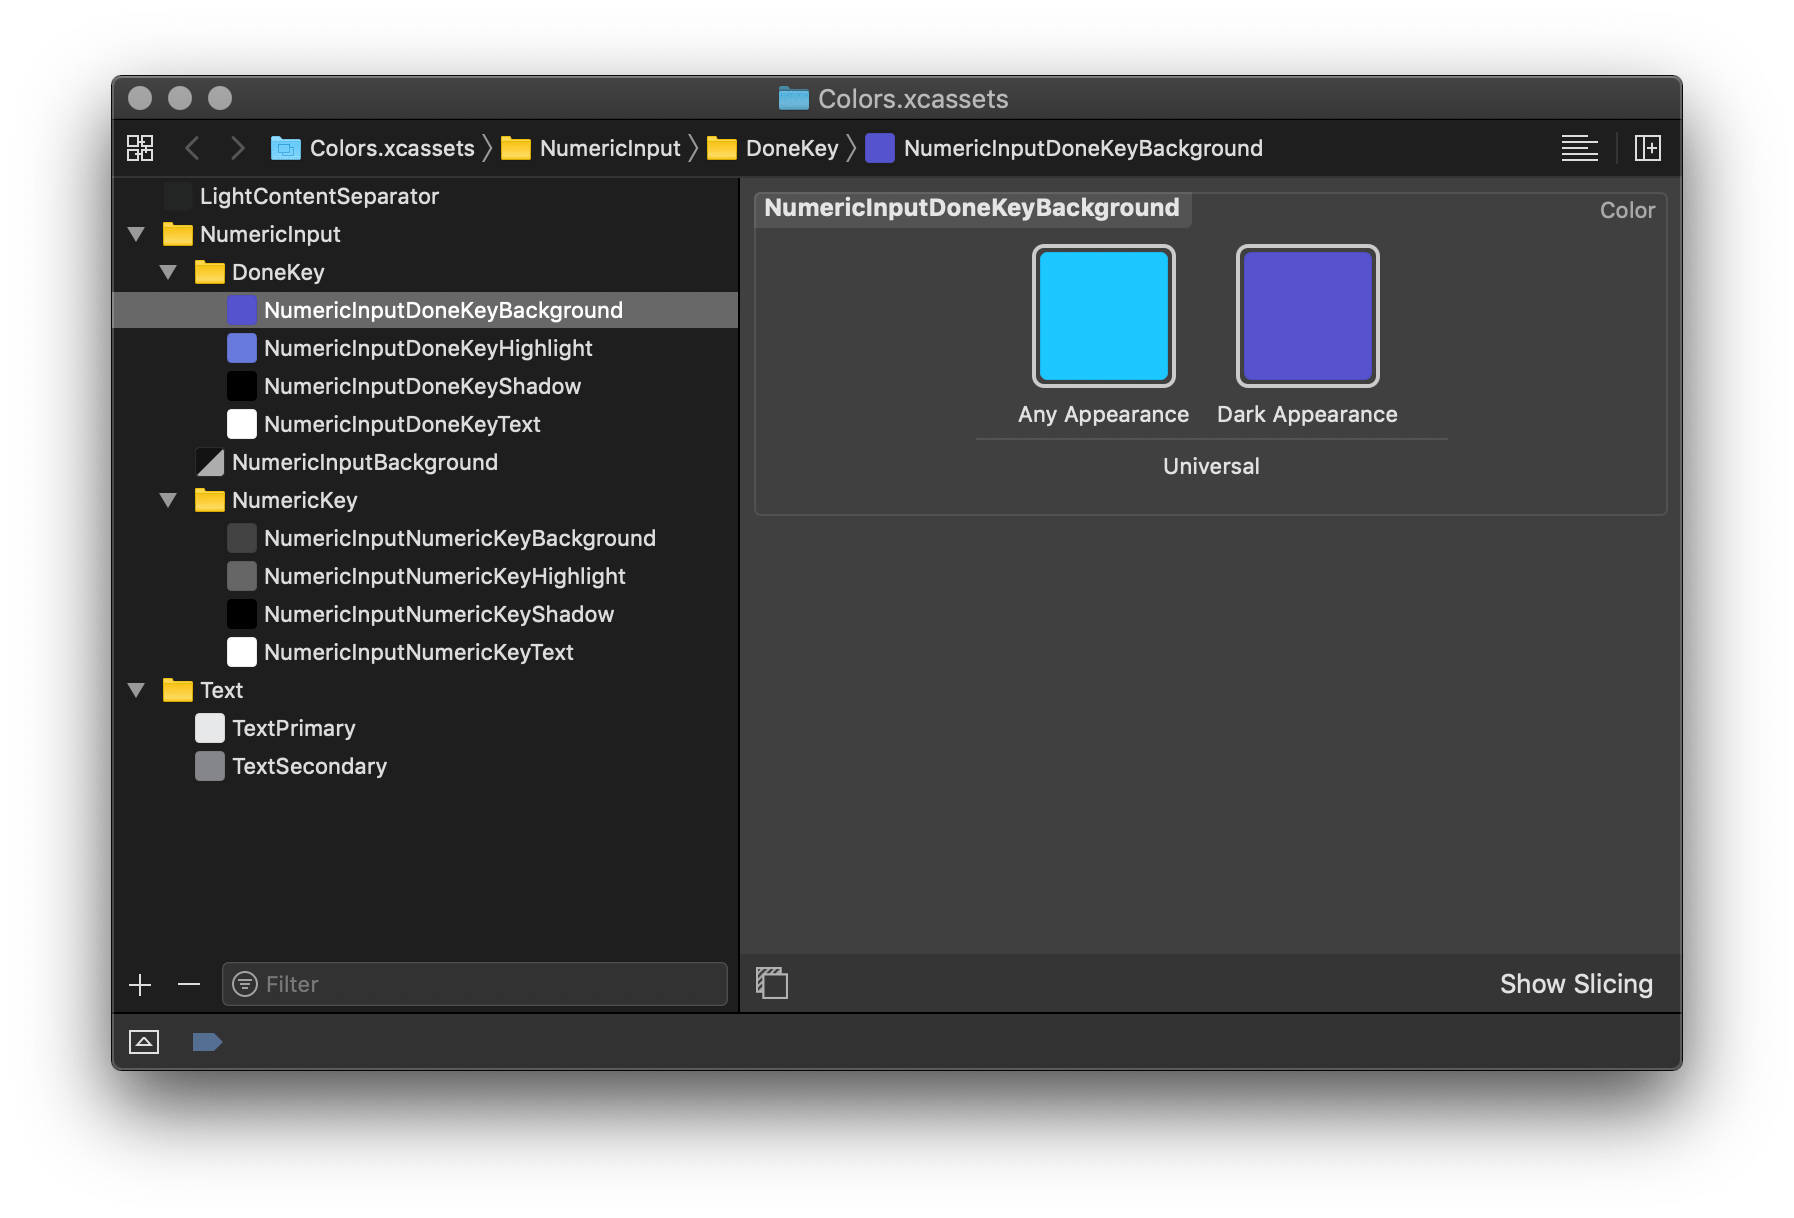 Colors.xcassets
Colors.xcassets NumericInput DoneKey NumericInputDoneKeyBackground
LightContentSeparator
NumericInput
DoneKey
NumericInputDoneKeyBackground
NumericInputDoneKeyHighlight
NumericInputDoneKeyShadow
NumericInputDoneKeyText
NumericInputBackground
NumericKey
NumericInputNumericKeyBackground
NumericInputNumericKeyHighlight
NumericInputNumericKeyShadow
NumericInputNumericKeyText
Text
TextPrimary
TextSecondary
Filter
NumericInputDoneKeyBackground Color
Any Appearance Dark Appearance
Universal
Show Slicing